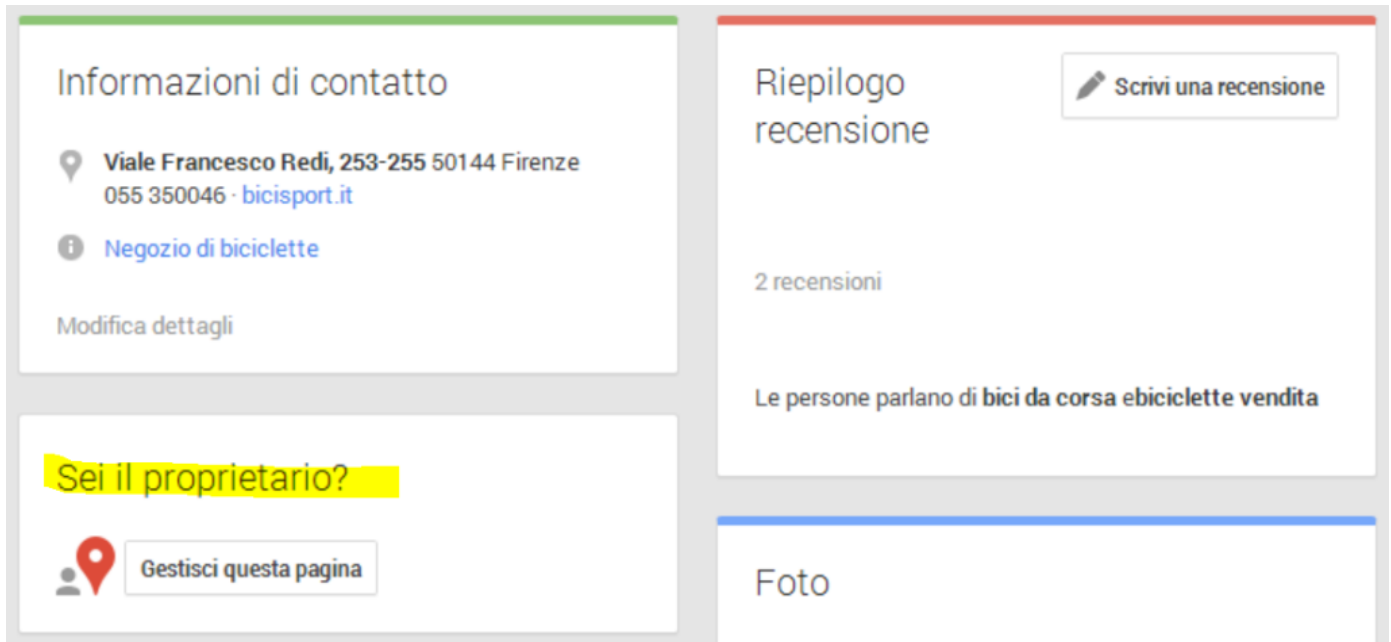 Informazioni di contatto
Viale Francesco Redi, 253-255 50144 Firenze
055 350046 · bicisport.it
Negozio di biciclette
Modifica dettagli
Sei il proprietario?
Gestisci questa pagina
Riepilogo
recensione
Scrivi una recensione
2 recensioni
Le persone parlano di bici da corsa ebiciclette vendita
Foto